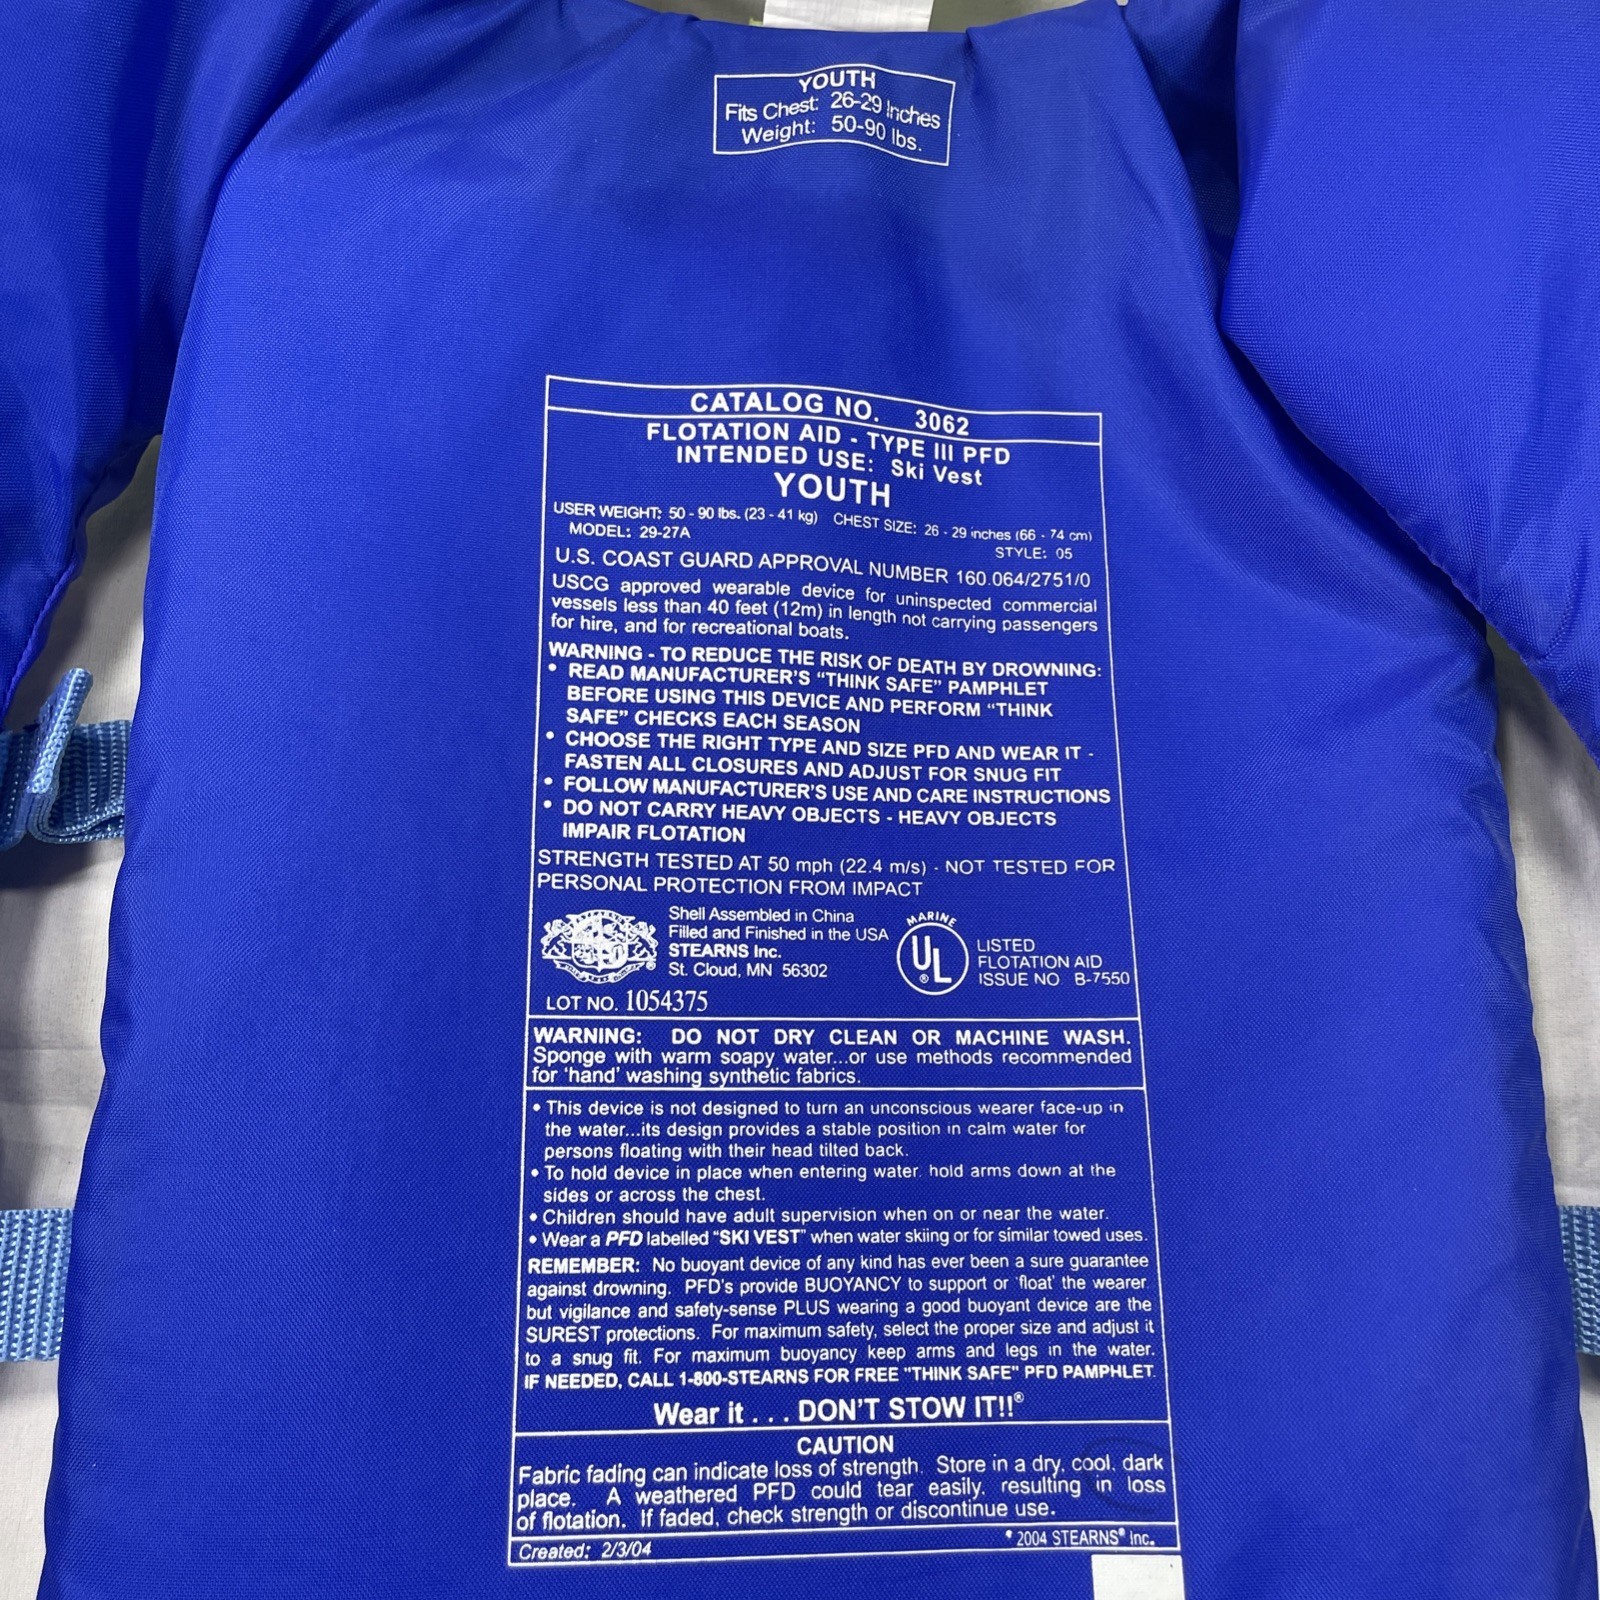 YOUTH
Fits Chest: 26-29 Inches
Weight: 50-90 lbs.
CATALOG NO. 3062
FLOTATION AID - TYPE III PFD
INTENDED USE: Ski Vest
YOUTH
USER WEIGHT: 50 - 90 lbs. (23 - 41 kg) CHEST SIZE: 26 - 29 inches (66 - 74 cm)
MODEL: 29-27A STYLE: 05
U.S. COAST GUARD APPROVAL NUMBER 160.064/2751/0
USCG approved wearable device for uninspected commercial
vessels less than 40 feet (12m) in length not carrying passengers
for hire, and for recreational boats.
WARNING - TO REDUCE THE RISK OF DEATH BY DROWNING:
• READ MANUFACTURER'S "THINK SAFE" PAMPHLET
BEFORE USING THIS DEVICE AND PERFORM "THINK
SAFE" CHECKS EACH SEASON
• CHOOSE THE RIGHT TYPE AND SIZE PFD AND WEAR IT -
FASTEN ALL CLOSURES AND ADJUST FOR SNUG FIT
• FOLLOW MANUFACTURER'S USE AND CARE INSTRUCTIONS
• DO NOT CARRY HEAVY OBJECTS - HEAVY OBJECTS
IMPAIR FLOTATION
STRENGTH TESTED AT 50 mph (22.4 m/s) - NOT TESTED FOR
PERSONAL PROTECTION FROM IMPACT
Shell Assembled in China
Filled and Finished in the USA
STEARNS Inc.
St. Cloud, MN 56302
MARINE
UL ®
LISTED
FLOTATION AID
ISSUE NO. B-7550
LOT NO. 1054375
WARNING: DO NOT DRY CLEAN OR MACHINE WASH.
Sponge with warm soapy water...or use methods recommended
for 'hand' washing synthetic fabrics.
• This device is not designed to turn an unconscious wearer face-up in
the water...its design provides a stable position in calm water for
persons floating with their head tilted back.
• To hold device in place when entering water, hold arms down at the
sides or across the chest.
• Children should have adult supervision when on or near the water.
• Wear a PFD labelled "SKI VEST" when water skiing or for similar towed uses.
REMEMBER: No buoyant device of any kind has ever been a sure guarantee
against drowning. PFD's provide BUOYANCY to support or 'float' the wearer
but vigilance and safety-sense PLUS wearing a good buoyant device are the
SUREST protections. For maximum safety, select the proper size and adjust it
to a snug fit. For maximum buoyancy keep arms and legs in the water.
IF NEEDED, CALL 1-800-STEARNS FOR FREE "THINK SAFE" PFD PAMPHLET.
Wear it . . . DON'T STOW IT!!®
CAUTION
Fabric fading can indicate loss of strength. Store in a dry, cool, dark
place. A weathered PFD could tear easily, resulting in loss
of flotation. If faded, check strength or discontinue use.
Created: 2/3/04 © 2004 STEARNS® Inc.